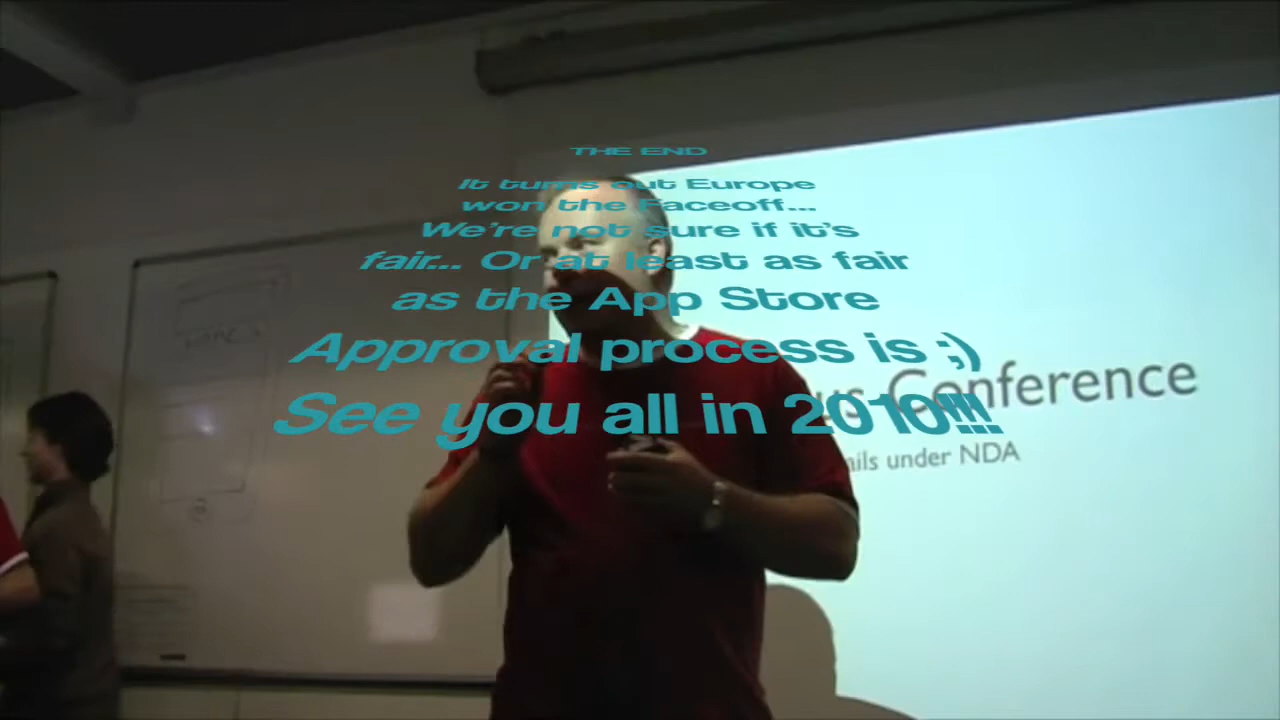 THE END
It turns out Europe
won the Faceoff...
We're not sure if it's
fair... Or at least as fair
as the App Store
Approval process is ;)
See you all in 2010!!!
Conference
under NDA